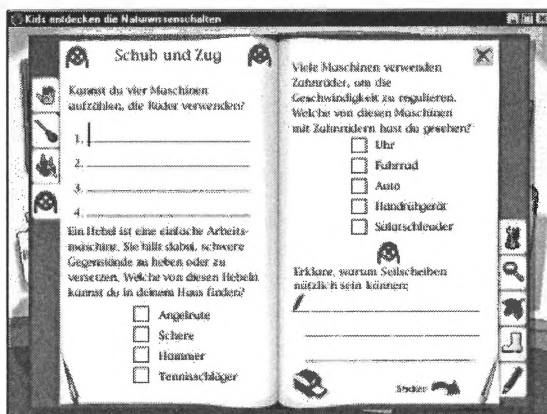 Kids entdecken die Naturwissenschaften
Schub und Zug
Kannst du vier Maschinen
aufzählen, die Räder verwenden?
1.
2.
3.
4.
Ein Hebel ist eine einfache Arbeits-
maschine. Sie hilft dabei, schwere
Gegenstände zu heben oder zu
versetzen. Welche von diesen Hebeln
kannst du in deinem Haus finden?
Angelrute
Schere
Hammer
Tennisschläger
Viele Maschinen verwenden
Zahnräder, um die
Geschwindigkeit zu regulieren.
Welche von diesen Maschinen
mit Zahnrädern hast du gesehen?
Uhr
Fahrrad
Auto
Handrührgerät
Salatschleuder
Erkläre, warum Seilscheiben
nützlich sein können: